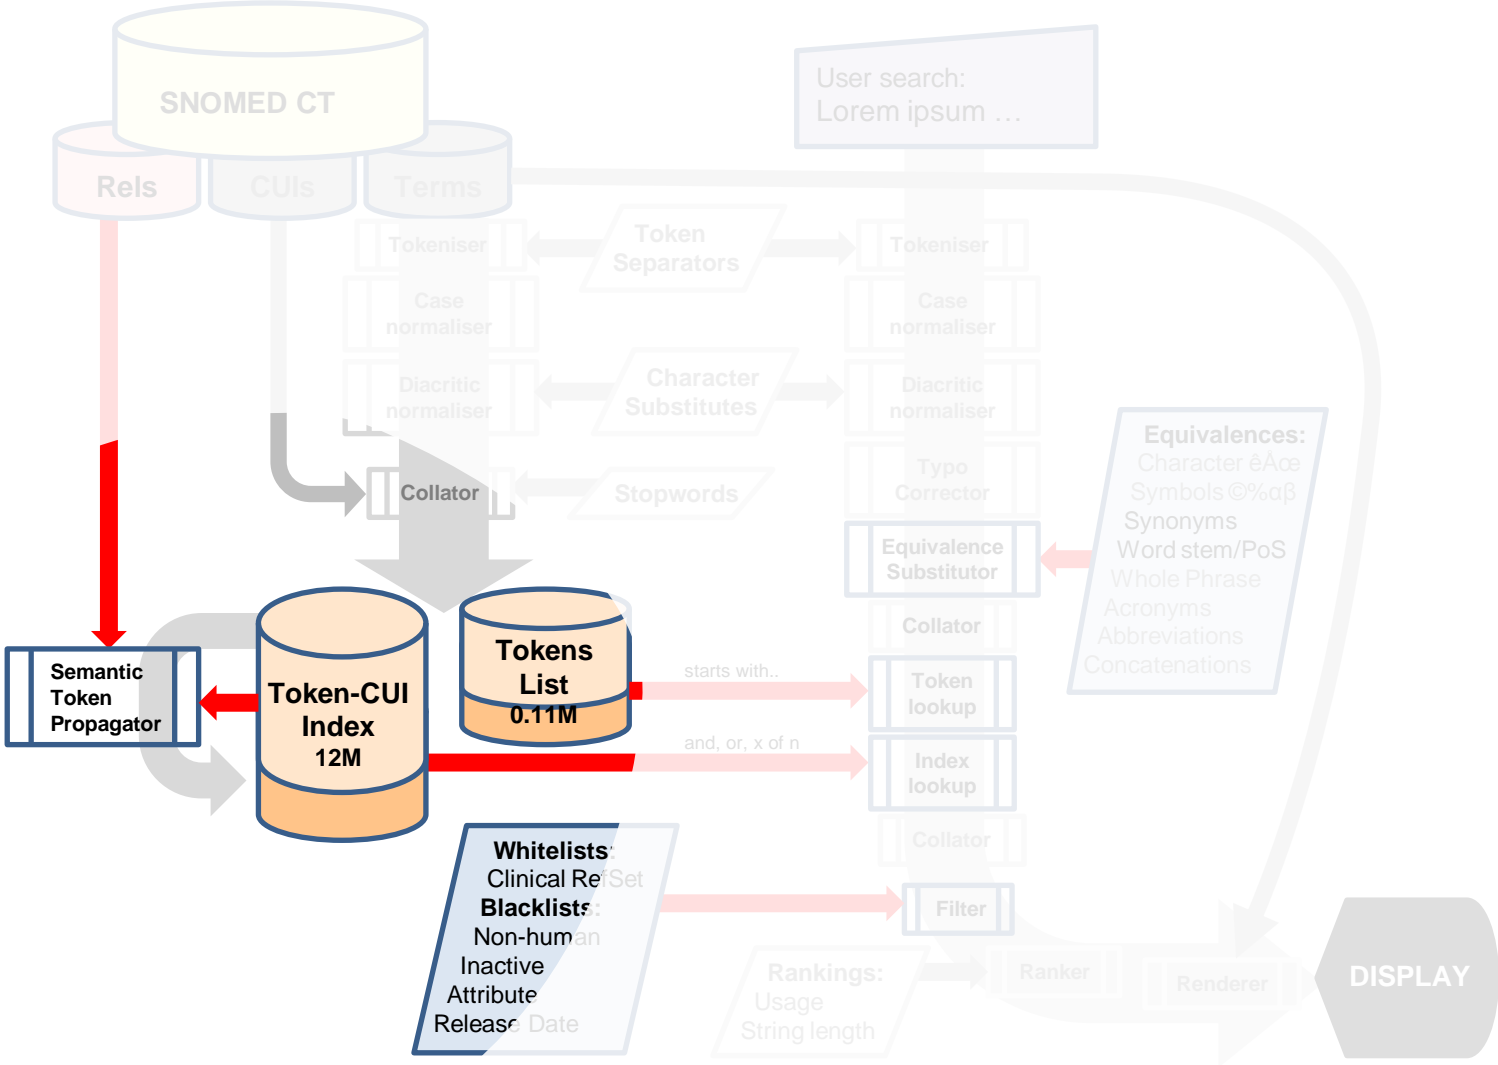 SNOMED CT
Rels
CUIs
Terms
User search:
Lorem ipsum …
Tokeniser
Token
Separators
Tokeniser
Case
normaliser
Case
normaliser
Diacritic
normaliser
Character
Substitutes
Diacritic
normaliser
Equivalences:
Character êÅœ
Symbols ©%αβ
Synonyms
Word stem/PoS
Whole Phrase
Acronyms
Abbreviations
Concatenations
Typo
Corrector
Collator
Stopwords
Equivalence
Substitutor
Collator
Semantic
Token
Propagator
Token-CUI
Index
12M
Tokens
List
0.11M
starts with..
Token
lookup
and, or, x of n
Index
lookup
Collator
Whitelists:
Clinical RefSet
Blacklists:
Non-human
Inactive
Attribute
Release Date
Filter
Rankings:
Usage
String length
Ranker
Renderer
DISPLAY